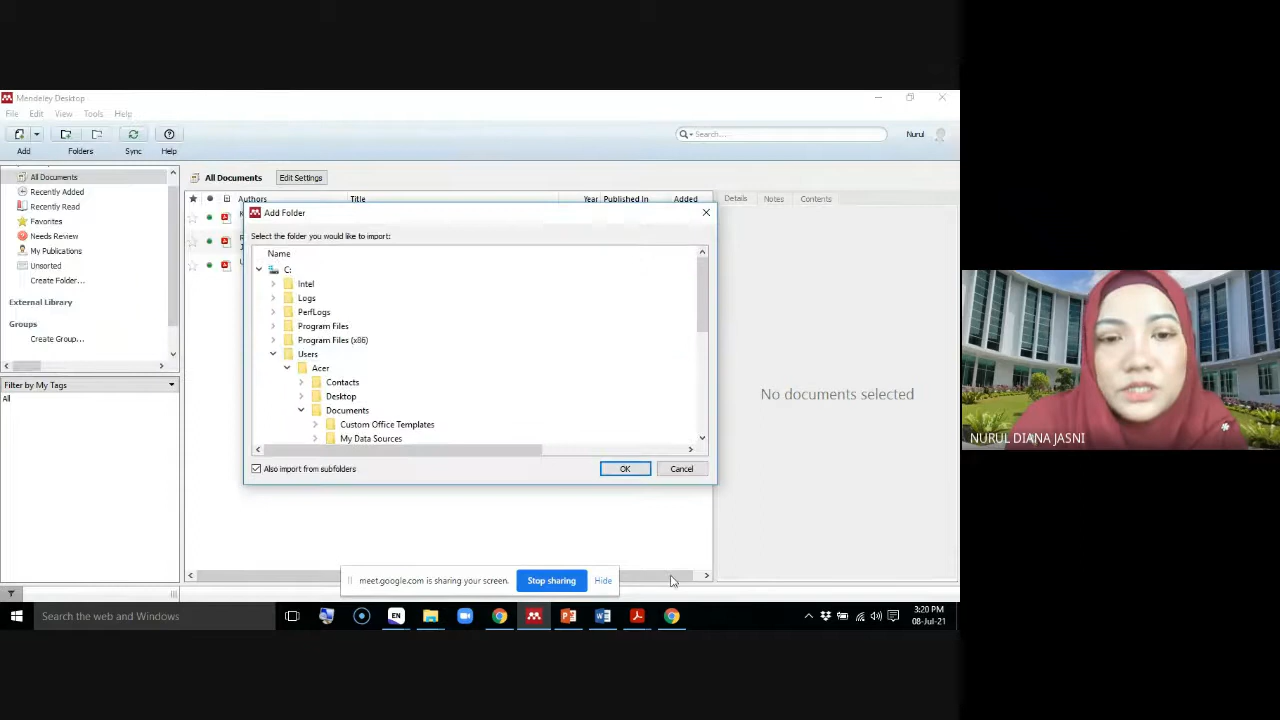 Mendeley Desktop
File Edit View Tools Help
Search...
Nurul
Add Folders Sync Help
All Documents
Recently Added
Recently Read
Favorites
Needs Review
My Publications
Unsorted
Create Folder...
External Library
Groups
Create Group...
Filter by My Tags
All
All Documents Edit Settings
Authors Title Year Published In Added
Details Notes Contents
Add Folder
Select the folder you would like to import:
Name
C:
Intel
Logs
PerfLogs
Program Files
Program Files (x86)
Users
Acer
Contacts
Desktop
Documents
Custom Office Templates
My Data Sources
Also import from subfolders
OK Cancel
No documents selected
NURUL DIANA JASNI
meet.google.com is sharing your screen. Stop sharing Hide
Search the web and Windows
EN
3:20 PM
08-Jul-21